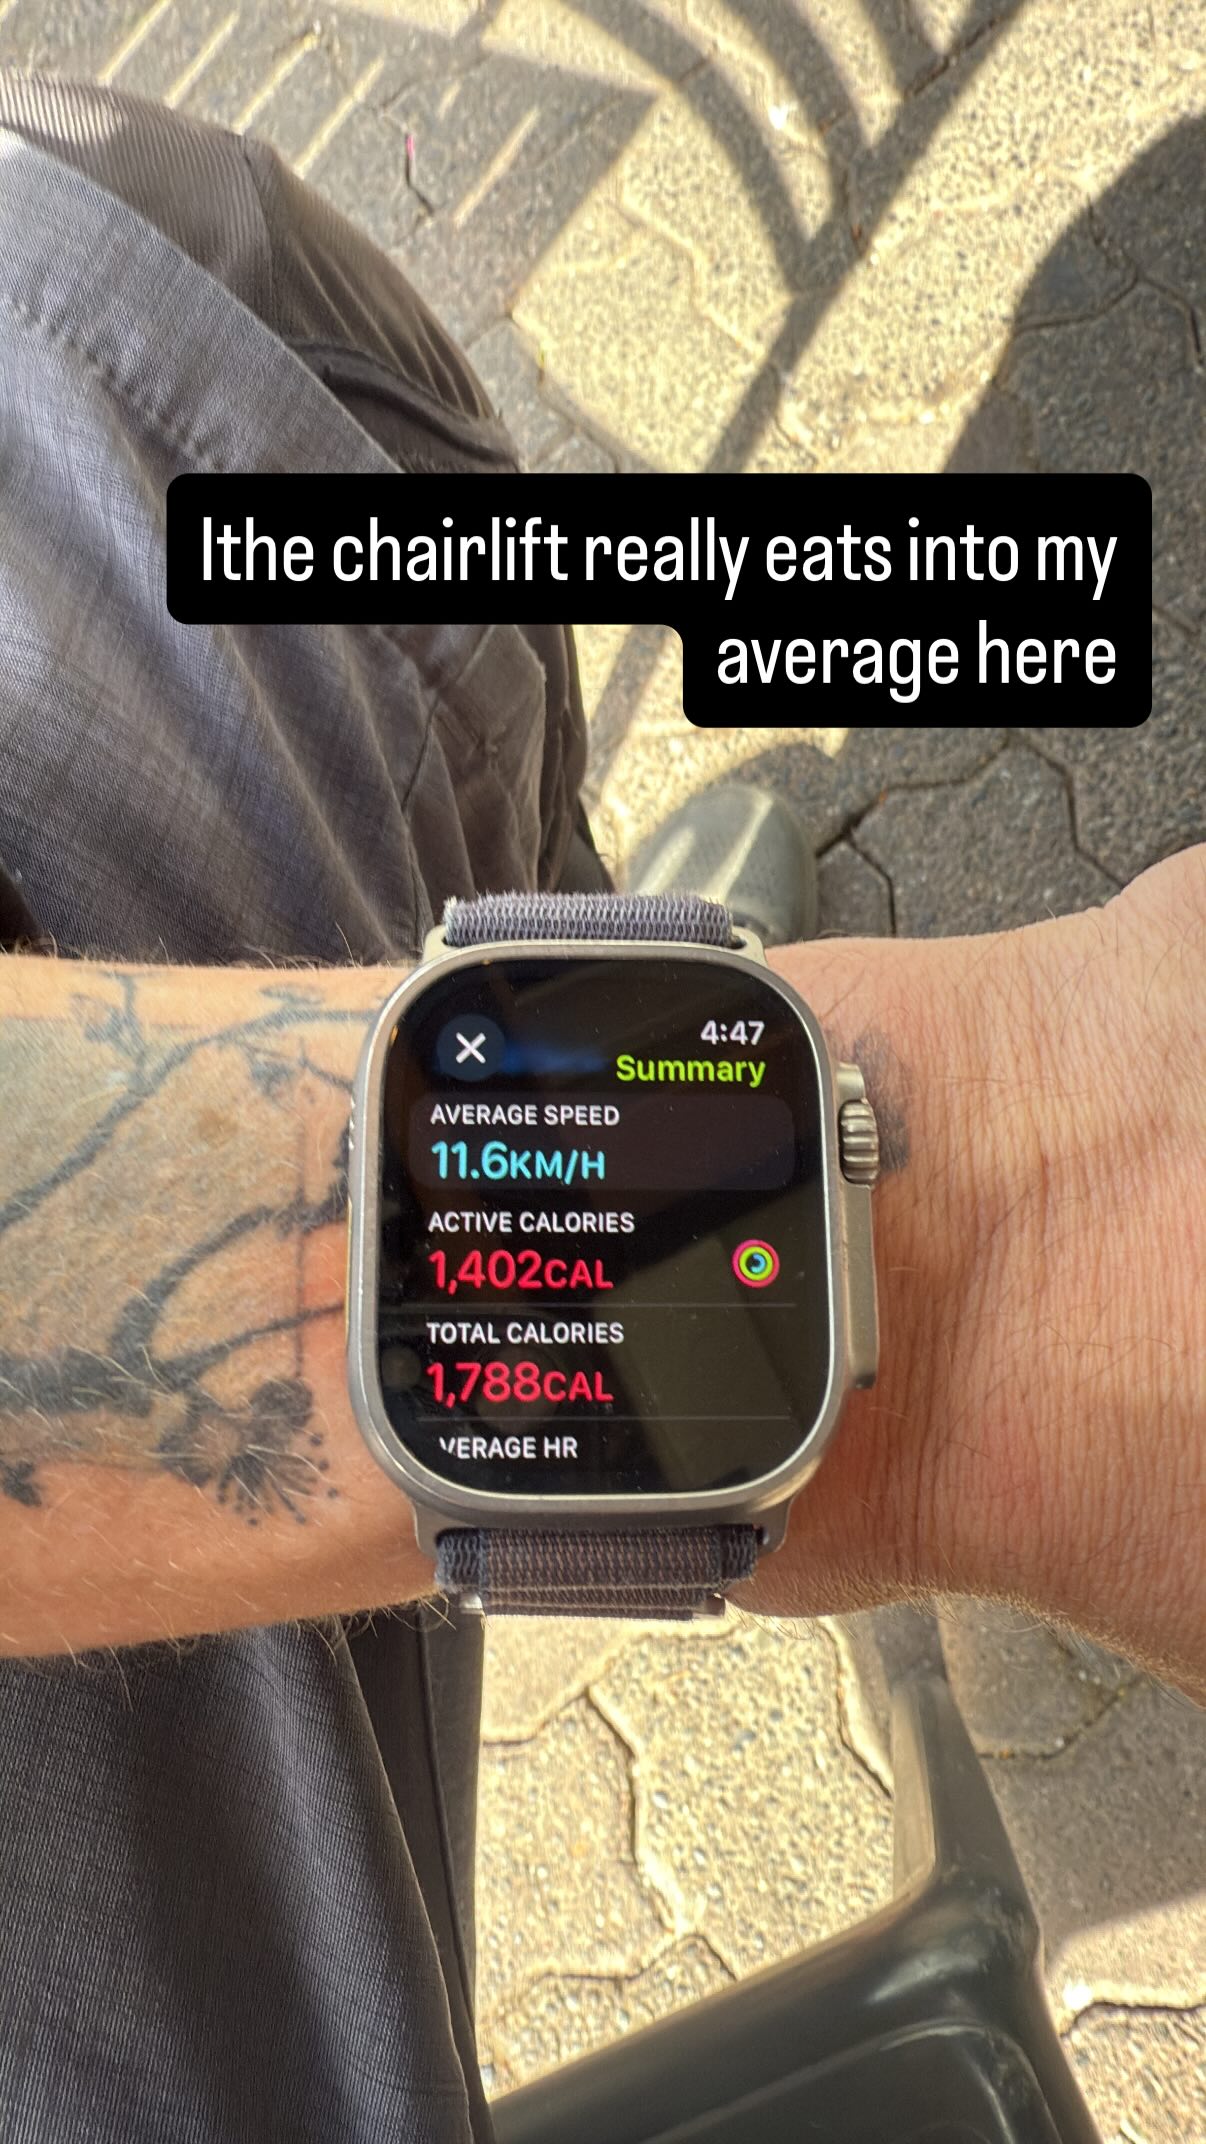 lthe chairlift really eats into my
average here
4:47
Summary
AVERAGE SPEED
11.6KM/H
ACTIVE CALORIES
1,402CAL
TOTAL CALORIES
1,788CAL
VERAGE HR